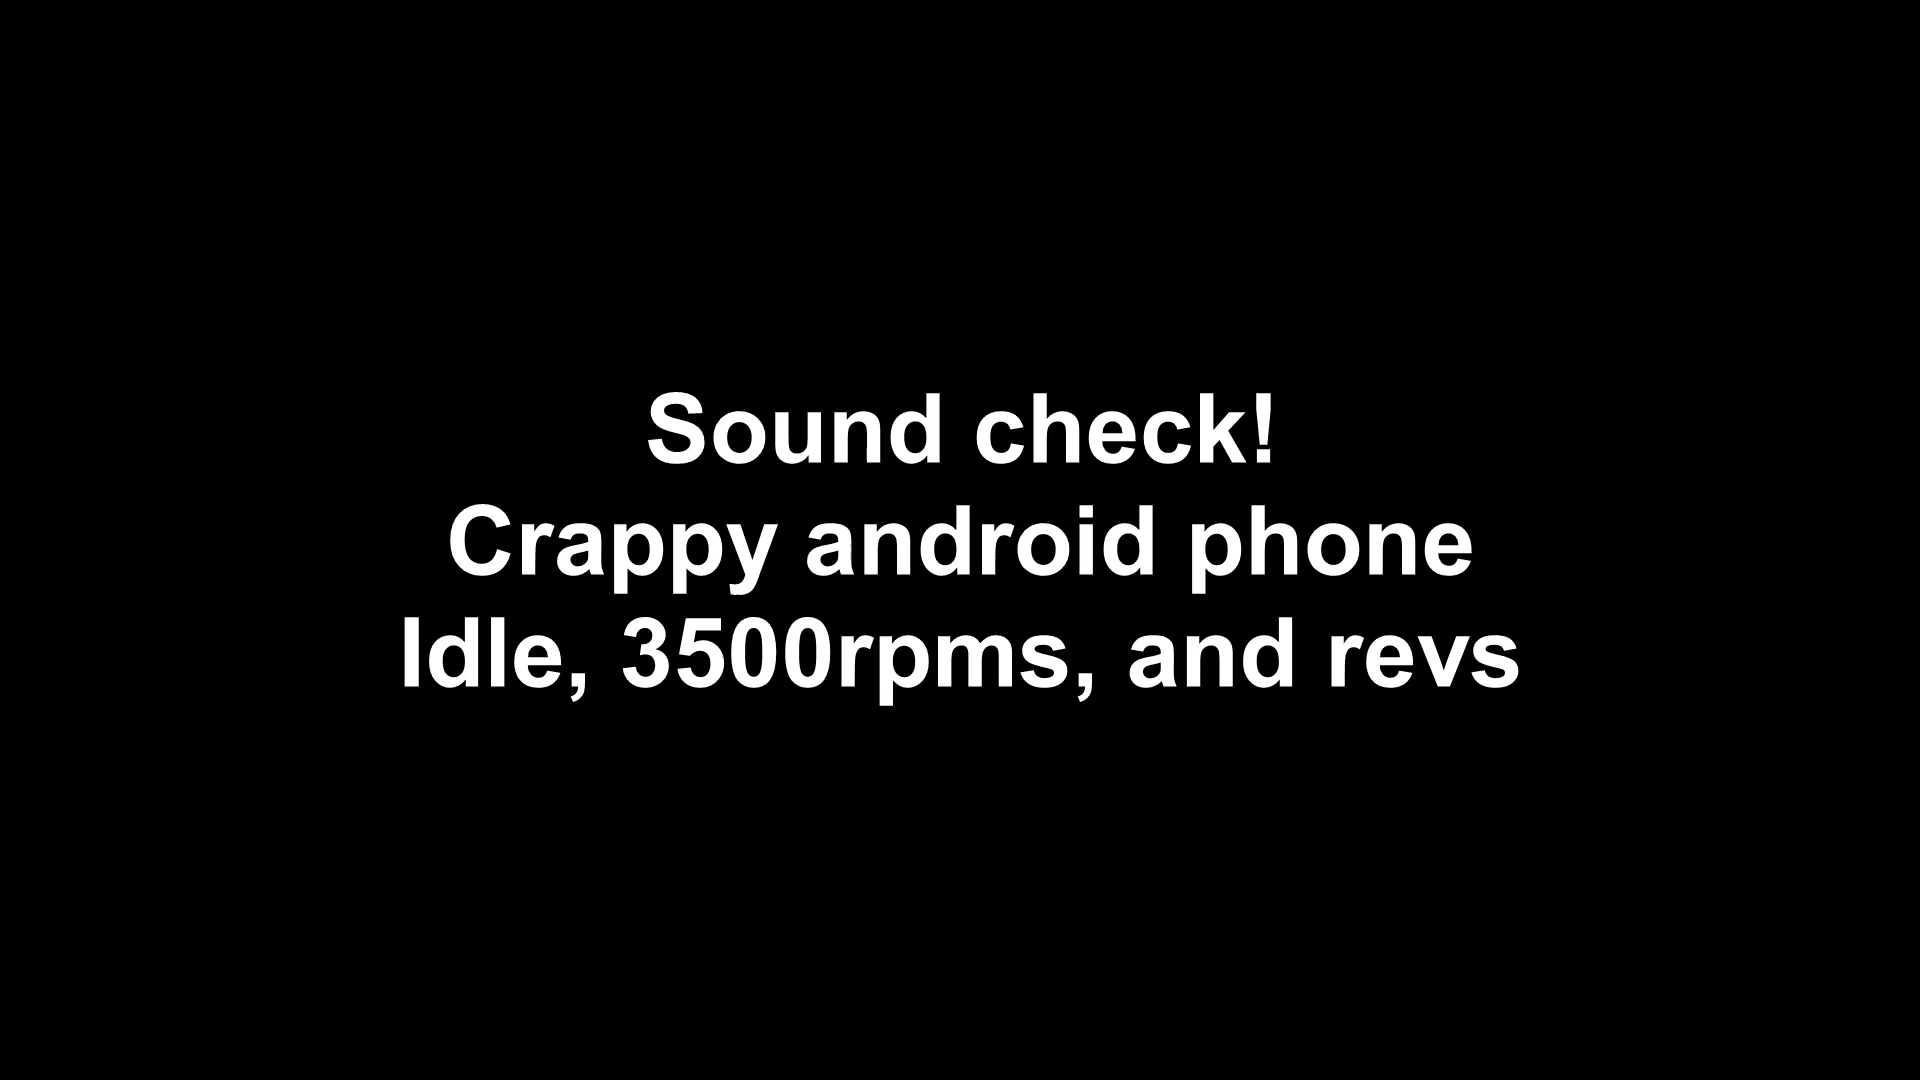 Sound check!
Crappy android phone
Idle, 3500rpms, and revs